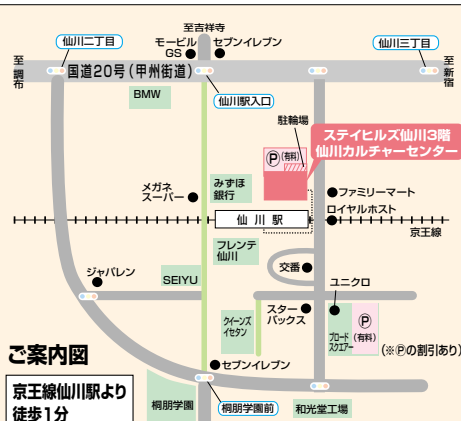 至吉祥寺
仙川二丁目
モービル
GS
セブンイレブン
仙川三丁目
至調布
国道20号(甲州街道)
至新宿
BMW
仙川駅入口
駐輪場
ステイヒルズ仙川3階
仙川カルチャーセンター
Ⓟ(有料)
メガネ
スーパー
みずほ
銀行
ファミリーマート
仙川駅
ロイヤルホスト
京王線
フレンテ
仙川
ジャパレン
SEIYU
交番
ユニクロ
クイーンズ
イセタン
スター
バックス
ブロード
スクエアー
Ⓟ
(有料)
(※Ⓟの割引あり)
ご案内図
セブンイレブン
京王線仙川駅より
徒歩1分
桐朋学園
桐朋学園前
和光堂工場